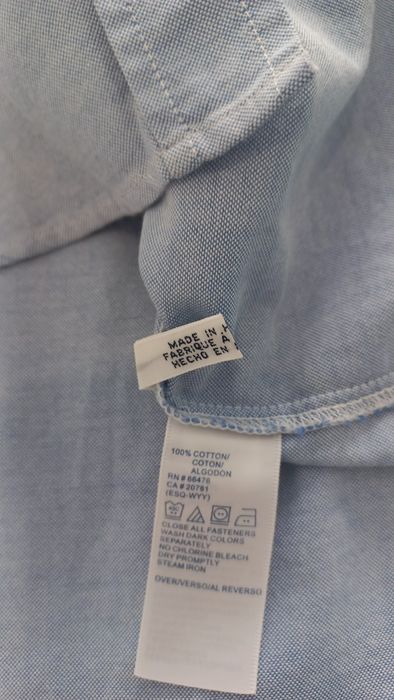 MADE IN
FABRIQUE À
HECHO EN
100% COTTON/
COTON/
ALGODON
RN # 66476
CA # 20761
(ESQ-WYY)
CLOSE ALL FASTENERS
WASH DARK COLORS
SEPARATELY
NO CHLORINE BLEACH
DRY PROMPTLY
STEAM IRON
OVER/VERSO/AL REVERSO